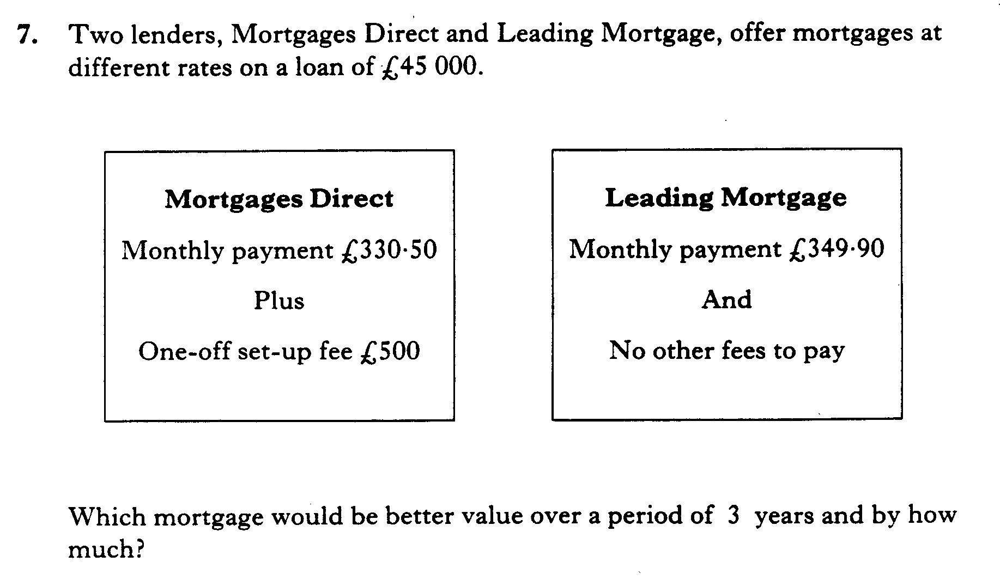 7. Two lenders, Mortgages Direct and Leading Mortgage, offer mortgages at
different rates on a loan of £45 000.
Mortgages Direct
Monthly payment £330·50
Plus
One-off set-up fee £500
Leading Mortgage
Monthly payment £349·90
And
No other fees to pay
Which mortgage would be better value over a period of 3 years and by how
much?